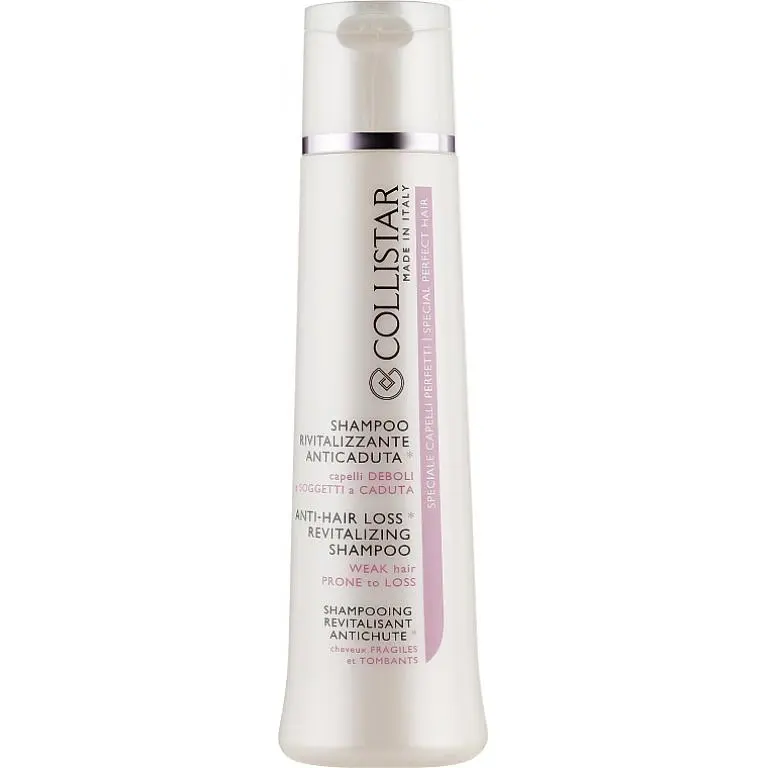 COLLISTAR
MADE IN ITALY
SPECIALE CAPELLI PERFETTI | SPECIAL PERFECT HAIR
SHAMPOO
RIVITALIZZANTE
ANTICADUTA*
capelli DEBOLI
e SOGGETTI a CADUTA
ANTI-HAIR LOSS*
REVITALIZING
SHAMPOO
WEAK hair
PRONE to LOSS
SHAMPOOING
REVITALISANT
ANTICHUTE*
cheveux FRAGILES
et TOMBANTS